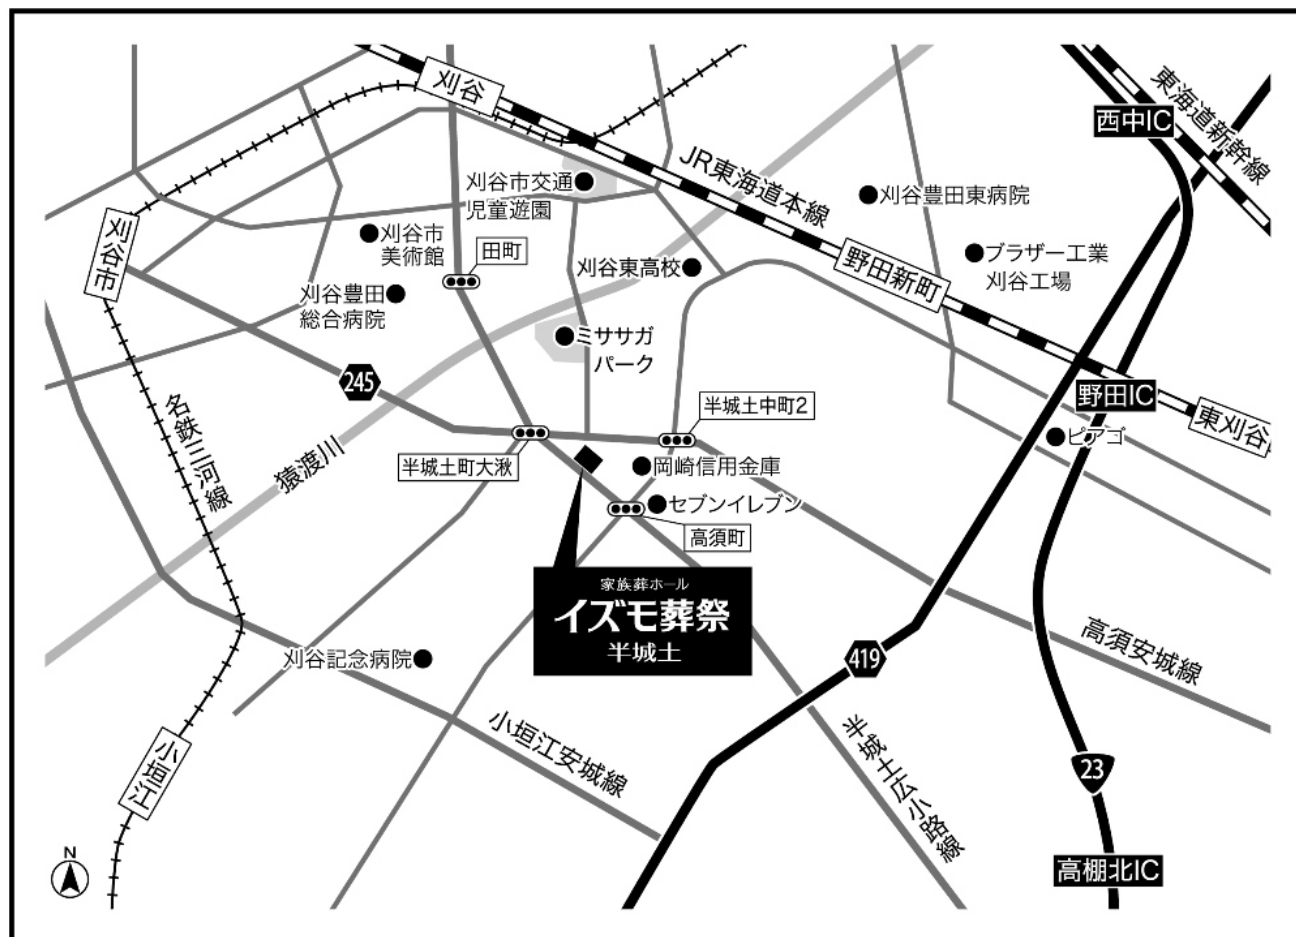 刈谷
西中IC
東海道新幹線
JR東海道本線
刈谷市交通
児童遊園
刈谷豊田東病院
刈谷市
刈谷市
美術館
田町
刈谷東高校
野田新町
ブラザー工業
刈谷工場
刈谷豊田
総合病院
ミササガ
パーク
245
名鉄三河線
猿渡川
半城土中町2
野田IC
東刈谷
ピアゴ
半城土町大湫
岡崎信用金庫
セブンイレブン
高須町
家族葬ホール
イズモ葬祭
半城土
刈谷記念病院
419
高須安城線
小垣江
小垣江安城線
半城土広小路線
23
高棚北IC
N